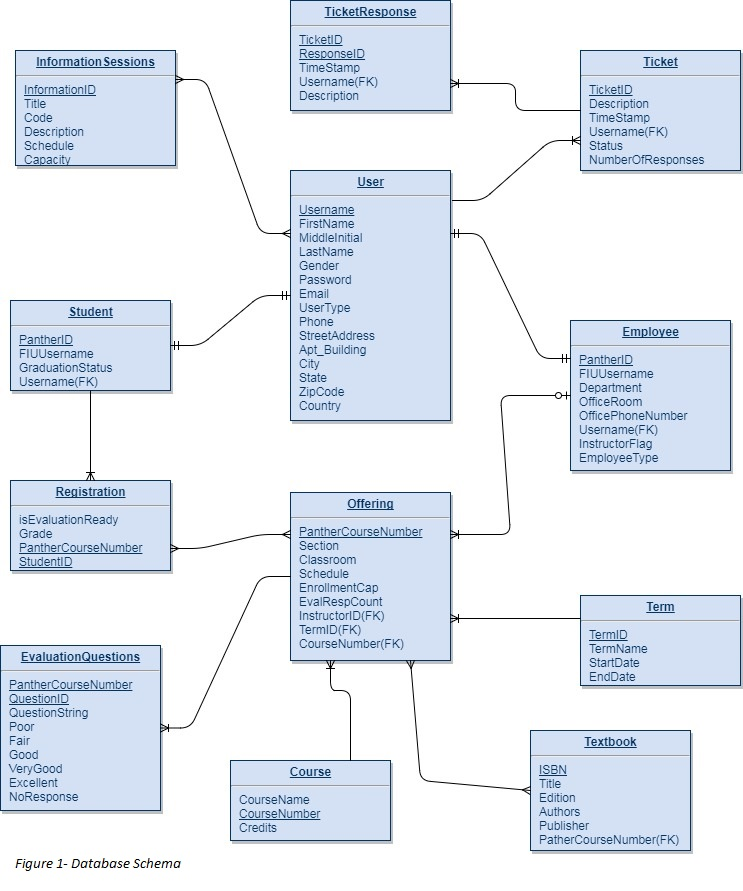 TicketResponse
TicketID
ResponseID
TimeStamp
Username(FK)
Description
InformationSessions
InformationID
Title
Code
Description
Schedule
Capacity
Ticket
TicketID
Description
TimeStamp
Username(FK)
Status
NumberOfResponses
User
Username
FirstName
MiddleInitial
LastName
Gender
Password
Email
UserType
Phone
StreetAddress
Apt_Building
City
State
ZipCode
Country
Student
PantherID
FIUUsername
GraduationStatus
Username(FK)
Employee
PantherID
FIUUsername
Department
OfficeRoom
OfficePhoneNumber
Username(FK)
InstructorFlag
EmployeeType
Registration
isEvaluationReady
Grade
PantherCourseNumber
StudentID
Offering
PantherCourseNumber
Section
Classroom
Schedule
EnrollmentCap
EvalRespCount
InstructorID(FK)
TermID(FK)
CourseNumber(FK)
Term
TermID
TermName
StartDate
EndDate
EvaluationQuestions
PantherCourseNumber
QuestionID
QuestionString
Poor
Fair
Good
VeryGood
Excellent
NoResponse
Course
CourseName
CourseNumber
Credits
Textbook
ISBN
Title
Edition
Authors
Publisher
PatherCourseNumber(FK)
Figure 1- Database Schema